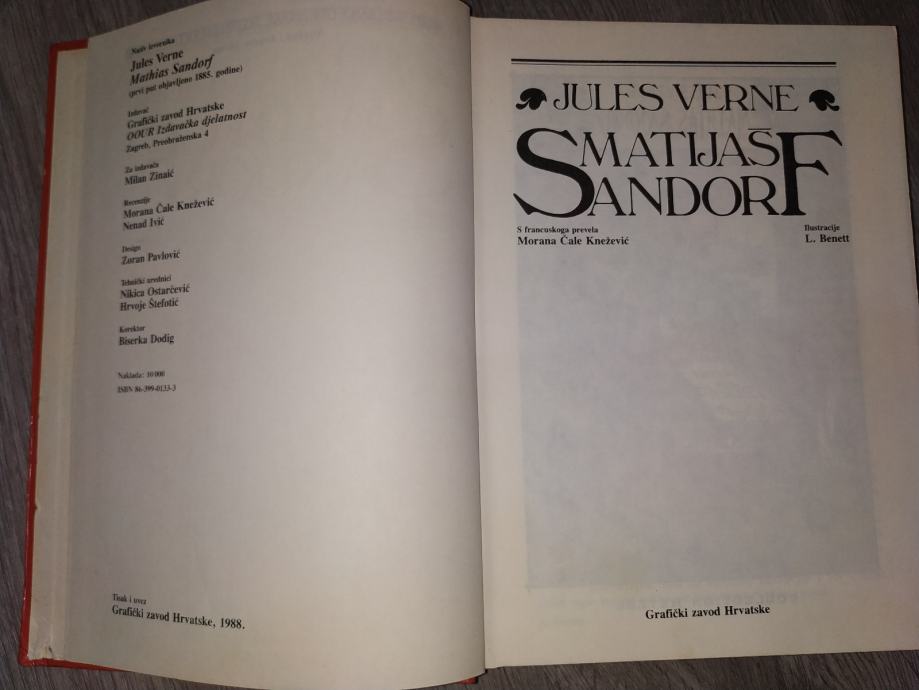 Naziv izvornika
Jules Verne
Mathias Sandorf
(prvi put objavljeno 1885. godine)
Izdavač
Grafički zavod Hrvatske
OOUR Izdavačka djelatnost
Zagreb, Preobraženska 4
Za izdavača
Milan Zinaić
Recenzije
Morana Čale Knežević
Nenad Ivić
Design
Zoran Pavlović
Tehnički urednici
Nikica Ostarčević
Hrvoje Štefotić
Korektor
Biserka Dodig
Naklada: 10 000
ISBN 86-399-0133-3
Tisak i uvez
Grafički zavod Hrvatske, 1988.
JULES VERNE
MATIJAŠ
SANDORF
S francuskoga prevela
Morana Čale Knežević
Ilustracije
L. Benett
Grafički zavod Hrvatske